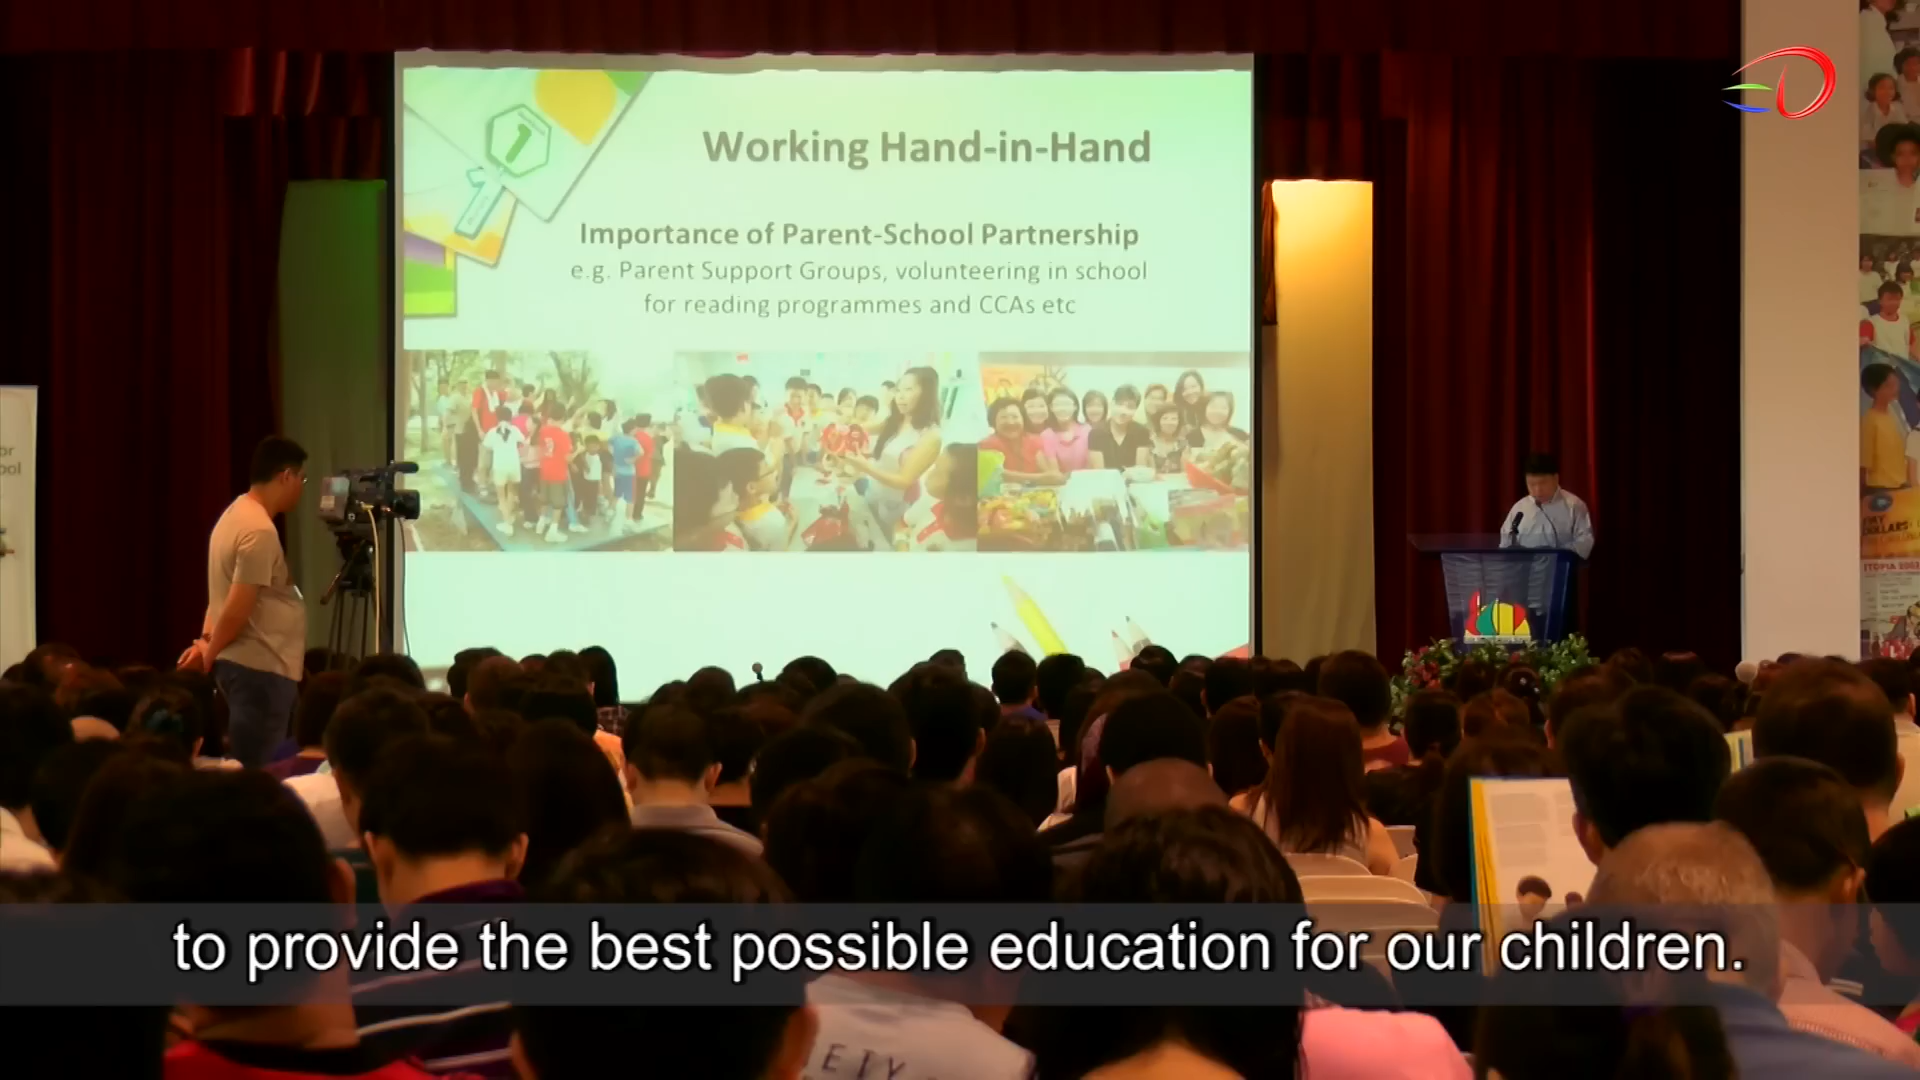 Working Hand-in-Hand
Importance of Parent-School Partnership
e.g. Parent Support Groups, volunteering in school
for reading programmes and CCAs etc
to provide the best possible education for our children.